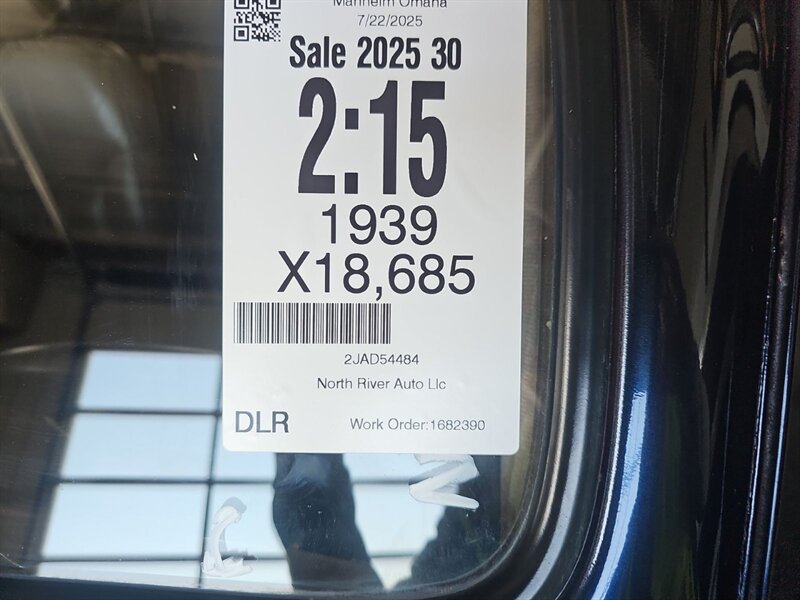 Manheim Omaha
7/22/2025
Sale 2025 30
2:15
1939
X18,685
2JAD54484
North River Auto Llc
DLR Work Order:1682390